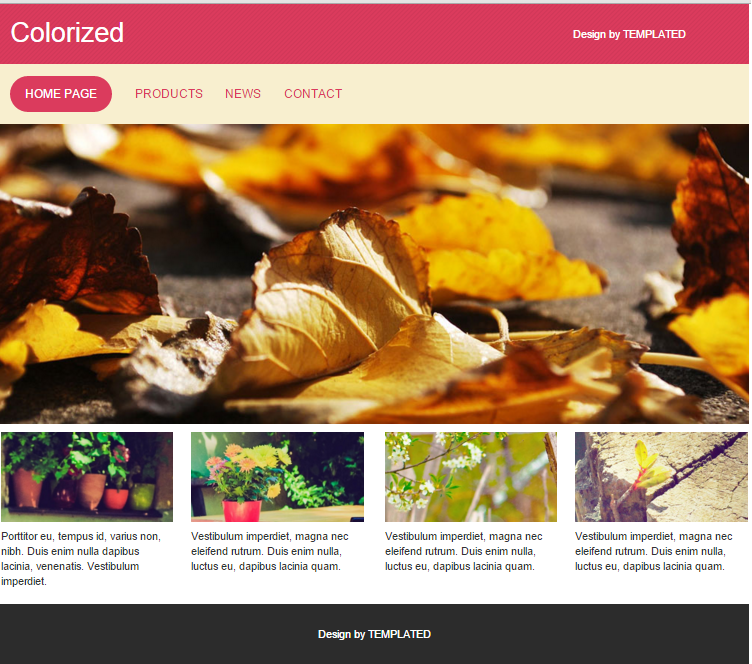 Colorized
Design by TEMPLATED
HOME PAGE PRODUCTS NEWS CONTACT
Porttitor eu, tempus id, varius non,
nibh. Duis enim nulla dapibus
lacinia, venenatis. Vestibulum
imperdiet.
Vestibulum imperdiet, magna nec
eleifend rutrum. Duis enim nulla,
luctus eu, dapibus lacinia quam.
Vestibulum imperdiet, magna nec
eleifend rutrum. Duis enim nulla,
luctus eu, dapibus lacinia quam.
Vestibulum imperdiet, magna nec
eleifend rutrum. Duis enim nulla,
luctus eu, dapibus lacinia quam.
Design by TEMPLATED